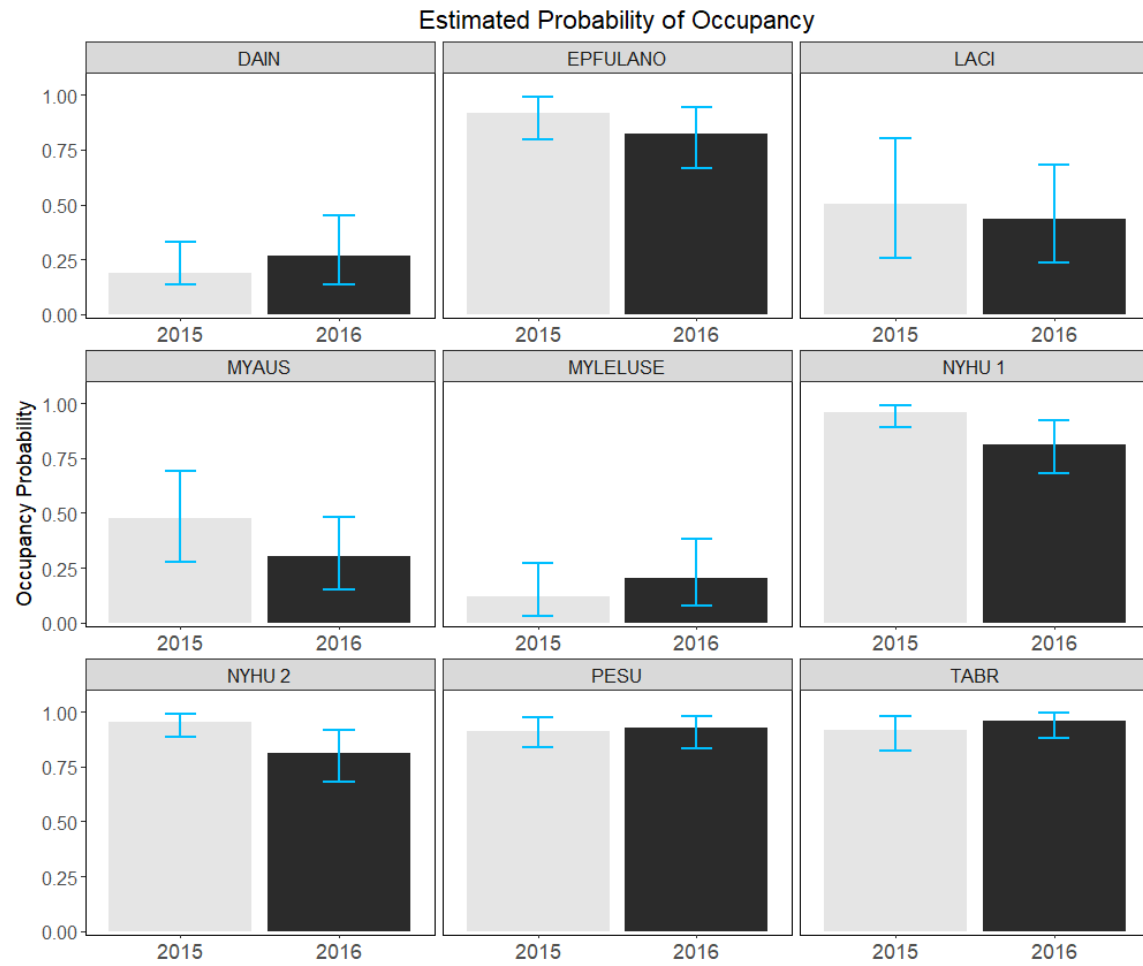 Estimated Probability of Occupancy
DAIN EPFULANO LACI
1.00
0.75
0.50
0.25
0.00
2015 2016 2015 2016 2015 2016
MYAUS MYLELUSE NYHU 1
Occupancy Probability
1.00
0.75
0.50
0.25
0.00
2015 2016 2015 2016 2015 2016
NYHU 2 PESU TABR
1.00
0.75
0.50
0.25
0.00
2015 2016 2015 2016 2015 2016